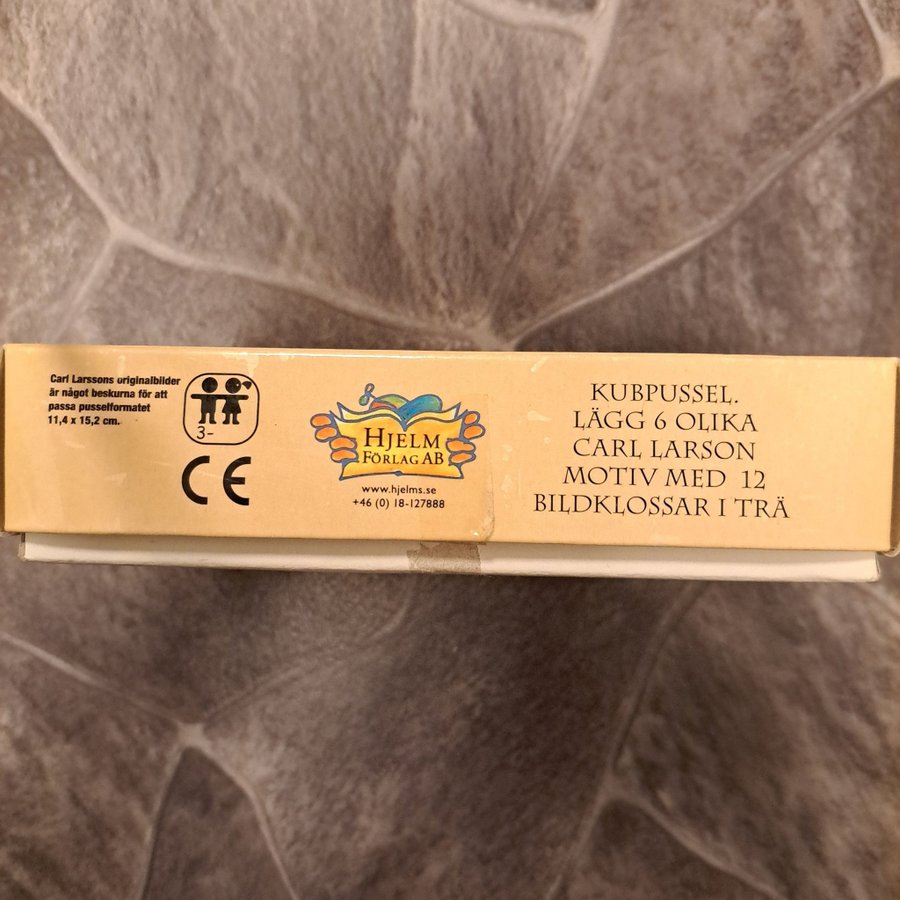 Carl Larssons originalbilder
är något beskurna för att
passa pusselformatet
11,4 x 15,2 cm.
3-
CE
HJELM
FÖRLAG AB
www.hjelms.se
+46 (0) 18-127888
KUBPUSSEL.
LÄGG 6 OLIKA
CARL LARSON
MOTIV MED 12
BILDKLOSSAR I TRÄ